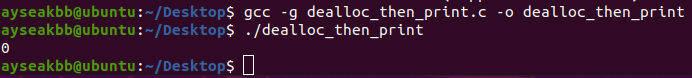 ayseakbb@ubuntu:~/Desktop$ gcc -g dealloc_then_print.c -o dealloc_then_print
ayseakbb@ubuntu:~/Desktop$ ./dealloc_then_print
0
ayseakbb@ubuntu:~/Desktop$